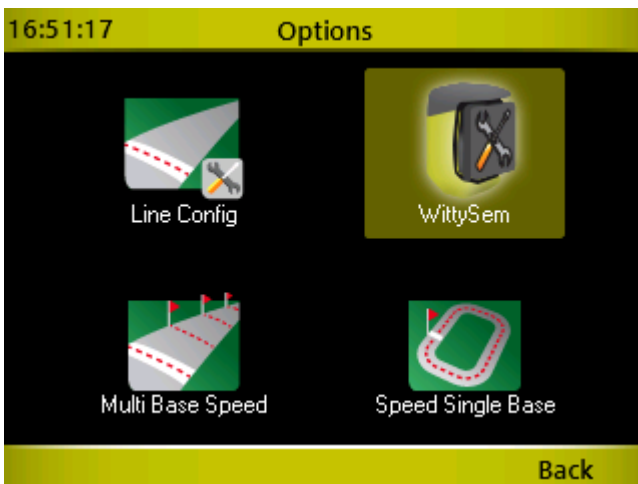 16:51:17 Options
Line Config
WittySem
Multi Base Speed
Speed Single Base
Back